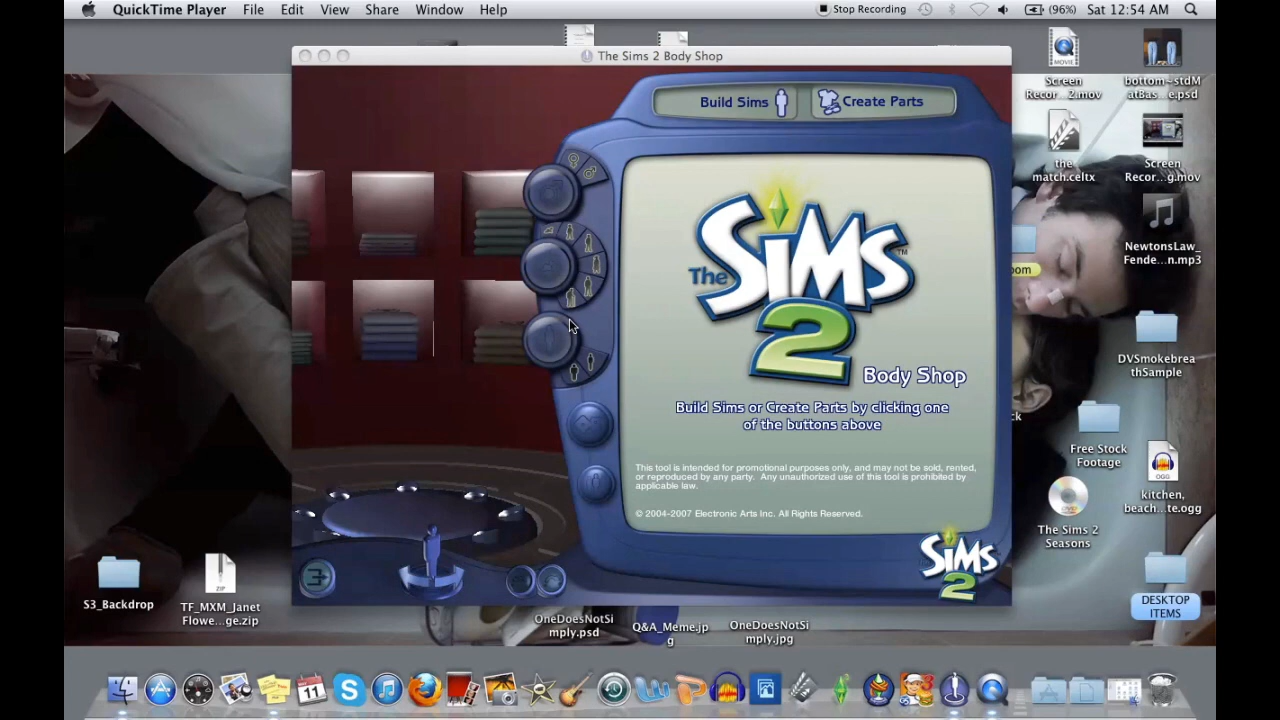 QuickTime Player File Edit View Share Window Help
Stop Recording (96%) Sat 12:54 AM
The Sims 2 Body Shop
Build Sims Create Parts
The SiMS 2
Body Shop
Build Sims or Create Parts by clicking one
of the buttons above
This tool is intended for promotional purposes only, and may not be sold, rented,
or reproduced by any party. Any unauthorized use of this tool is prohibited by
applicable law.
© 2004-2007 Electronic Arts Inc. All Rights Reserved.
SiMS
2
MOVIE
Screen
Recor...2.mov
bottom~stdM
atBas...e.psd
the
match.celtx
Screen
Recor...g.mov
NewtonsLaw_
Fende...n.mp3
DVSmokebrea
thSample
Free Stock
Footage
OGG
kitchen,
beach...te.ogg
DVD
The Sims 2
Seasons
DESKTOP
ITEMS
S3_Backdrop
ZIP
TF_MXM_Janet
Flowe...ge.zip
OneDoesNotSi
mply.psd
Q&A_Meme.jp
g
OneDoesNotSi
mply.jpg
11